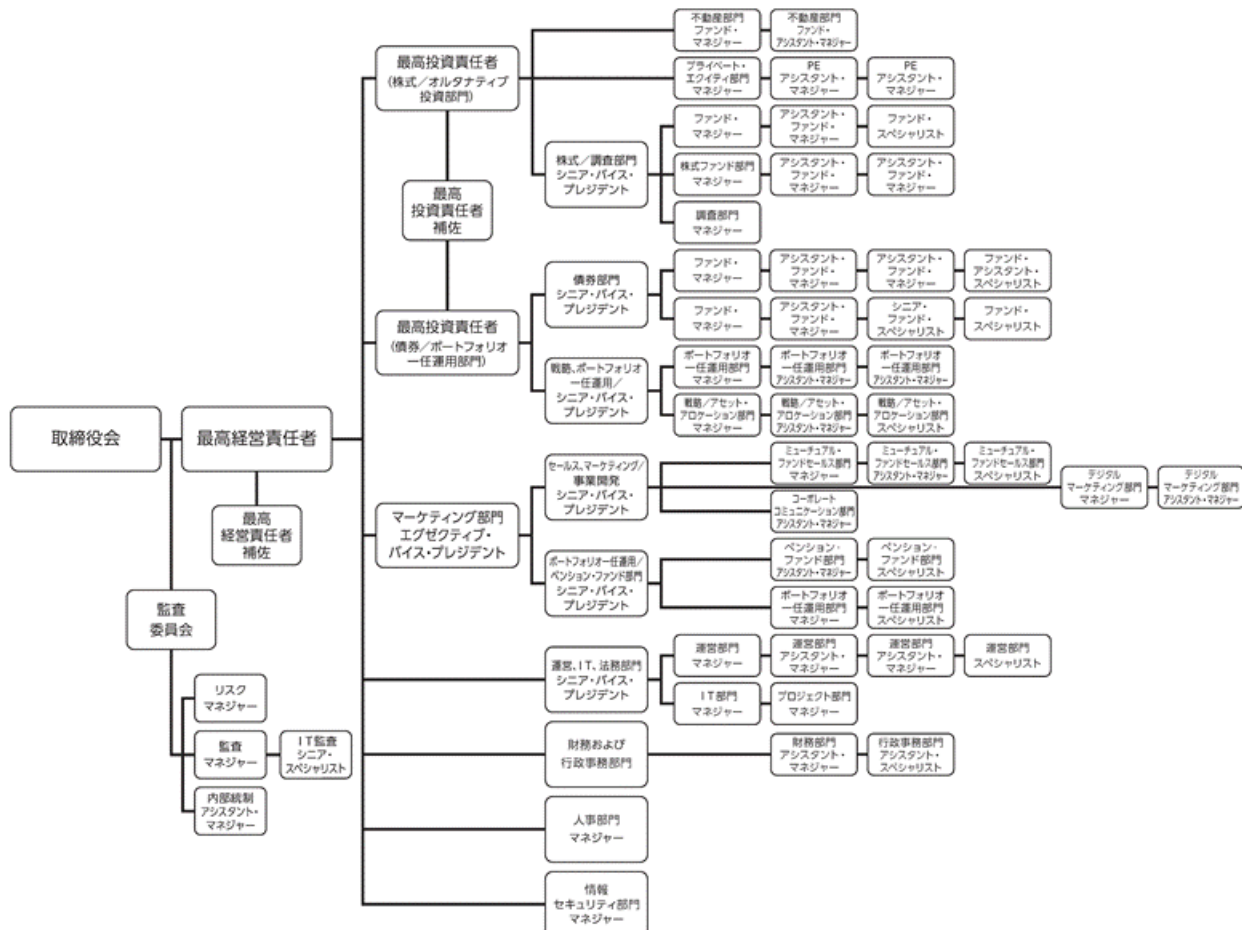 取締役会
最高経営責任者
最高
経営責任者
補佐
監査
委員会
リスク
マネジャー
監査
マネジャー
IT監査
シニア・
スペシャリスト
内部統制
アシスタント・
マネジャー
最高投資責任者
(株式/オルタナティブ
投資部門)
最高
投資責任者
補佐
最高投資責任者
(債券/ポートフォリオ
一任運用部門)
マーケティング部門
エグゼクティブ・
バイス・プレジデント
不動産部門
ファンド・
マネジャー
不動産部門
ファンド・
アシスタント・マネジャー
プライベート・
エクイティ部門
マネジャー
PE
アシスタント・
マネジャー
PE
アシスタント・
マネジャー
株式/調査部門
シニア・バイス・
プレジデント
ファンド・
マネジャー
アシスタント・
ファンド・
マネジャー
ファンド・
スペシャリスト
株式ファンド部門
マネジャー
アシスタント・
ファンド・
マネジャー
アシスタント・
ファンド・
マネジャー
調査部門
マネジャー
債券部門
シニア・バイス・
プレジデント
ファンド・
マネジャー
アシスタント・
ファンド・
マネジャー
アシスタント・
ファンド・
マネジャー
ファンド・
アシスタント・
スペシャリスト
ファンド・
マネジャー
アシスタント・
ファンド・
マネジャー
シニア・
ファンド・
スペシャリスト
ファンド・
スペシャリスト
戦略、ポートフォリオ
一任運用/
シニア・バイス・
プレジデント
ポートフォリオ
一任運用部門
マネジャー
ポートフォリオ
一任運用部門
アシスタント・マネジャー
ポートフォリオ
一任運用部門
アシスタント・マネジャー
戦略/アセット・
アロケーション部門
マネジャー
戦略/アセット・
アロケーション部門
アシスタント・マネジャー
戦略/アセット・
アロケーション部門
スペシャリスト
セールス、マーケティング/
事業開発
シニア・バイス・
プレジデント
ミューチュアル・
ファンドセールス部門
マネジャー
ミューチュアル・
ファンドセールス部門
アシスタント・マネジャー
ミューチュアル・
ファンドセールス部門
スペシャリスト
デジタル
マーケティング部門
マネジャー
デジタル
マーケティング部門
アシスタント・マネジャー
コーポレート
コミュニケーション部門
アシスタント・マネジャー
ポートフォリオ一任運用/
ペンション・ファンド部門
シニア・バイス・
プレジデント
ペンション・
ファンド部門
アシスタント・マネジャー
ペンション・
ファンド部門
スペシャリスト
ポートフォリオ
一任運用部門
マネジャー
ポートフォリオ
一任運用部門
スペシャリスト
運営、IT、法務部門
シニア・バイス・
プレジデント
運営部門
マネジャー
運営部門
アシスタント・
マネジャー
運営部門
アシスタント・
マネジャー
運営部門
スペシャリスト
IT部門
マネジャー
プロジェクト部門
マネジャー
財務および
行政事務部門
財務部門
アシスタント・
マネジャー
行政事務部門
アシスタント・
スペシャリスト
人事部門
マネジャー
情報
セキュリティ部門
マネジャー